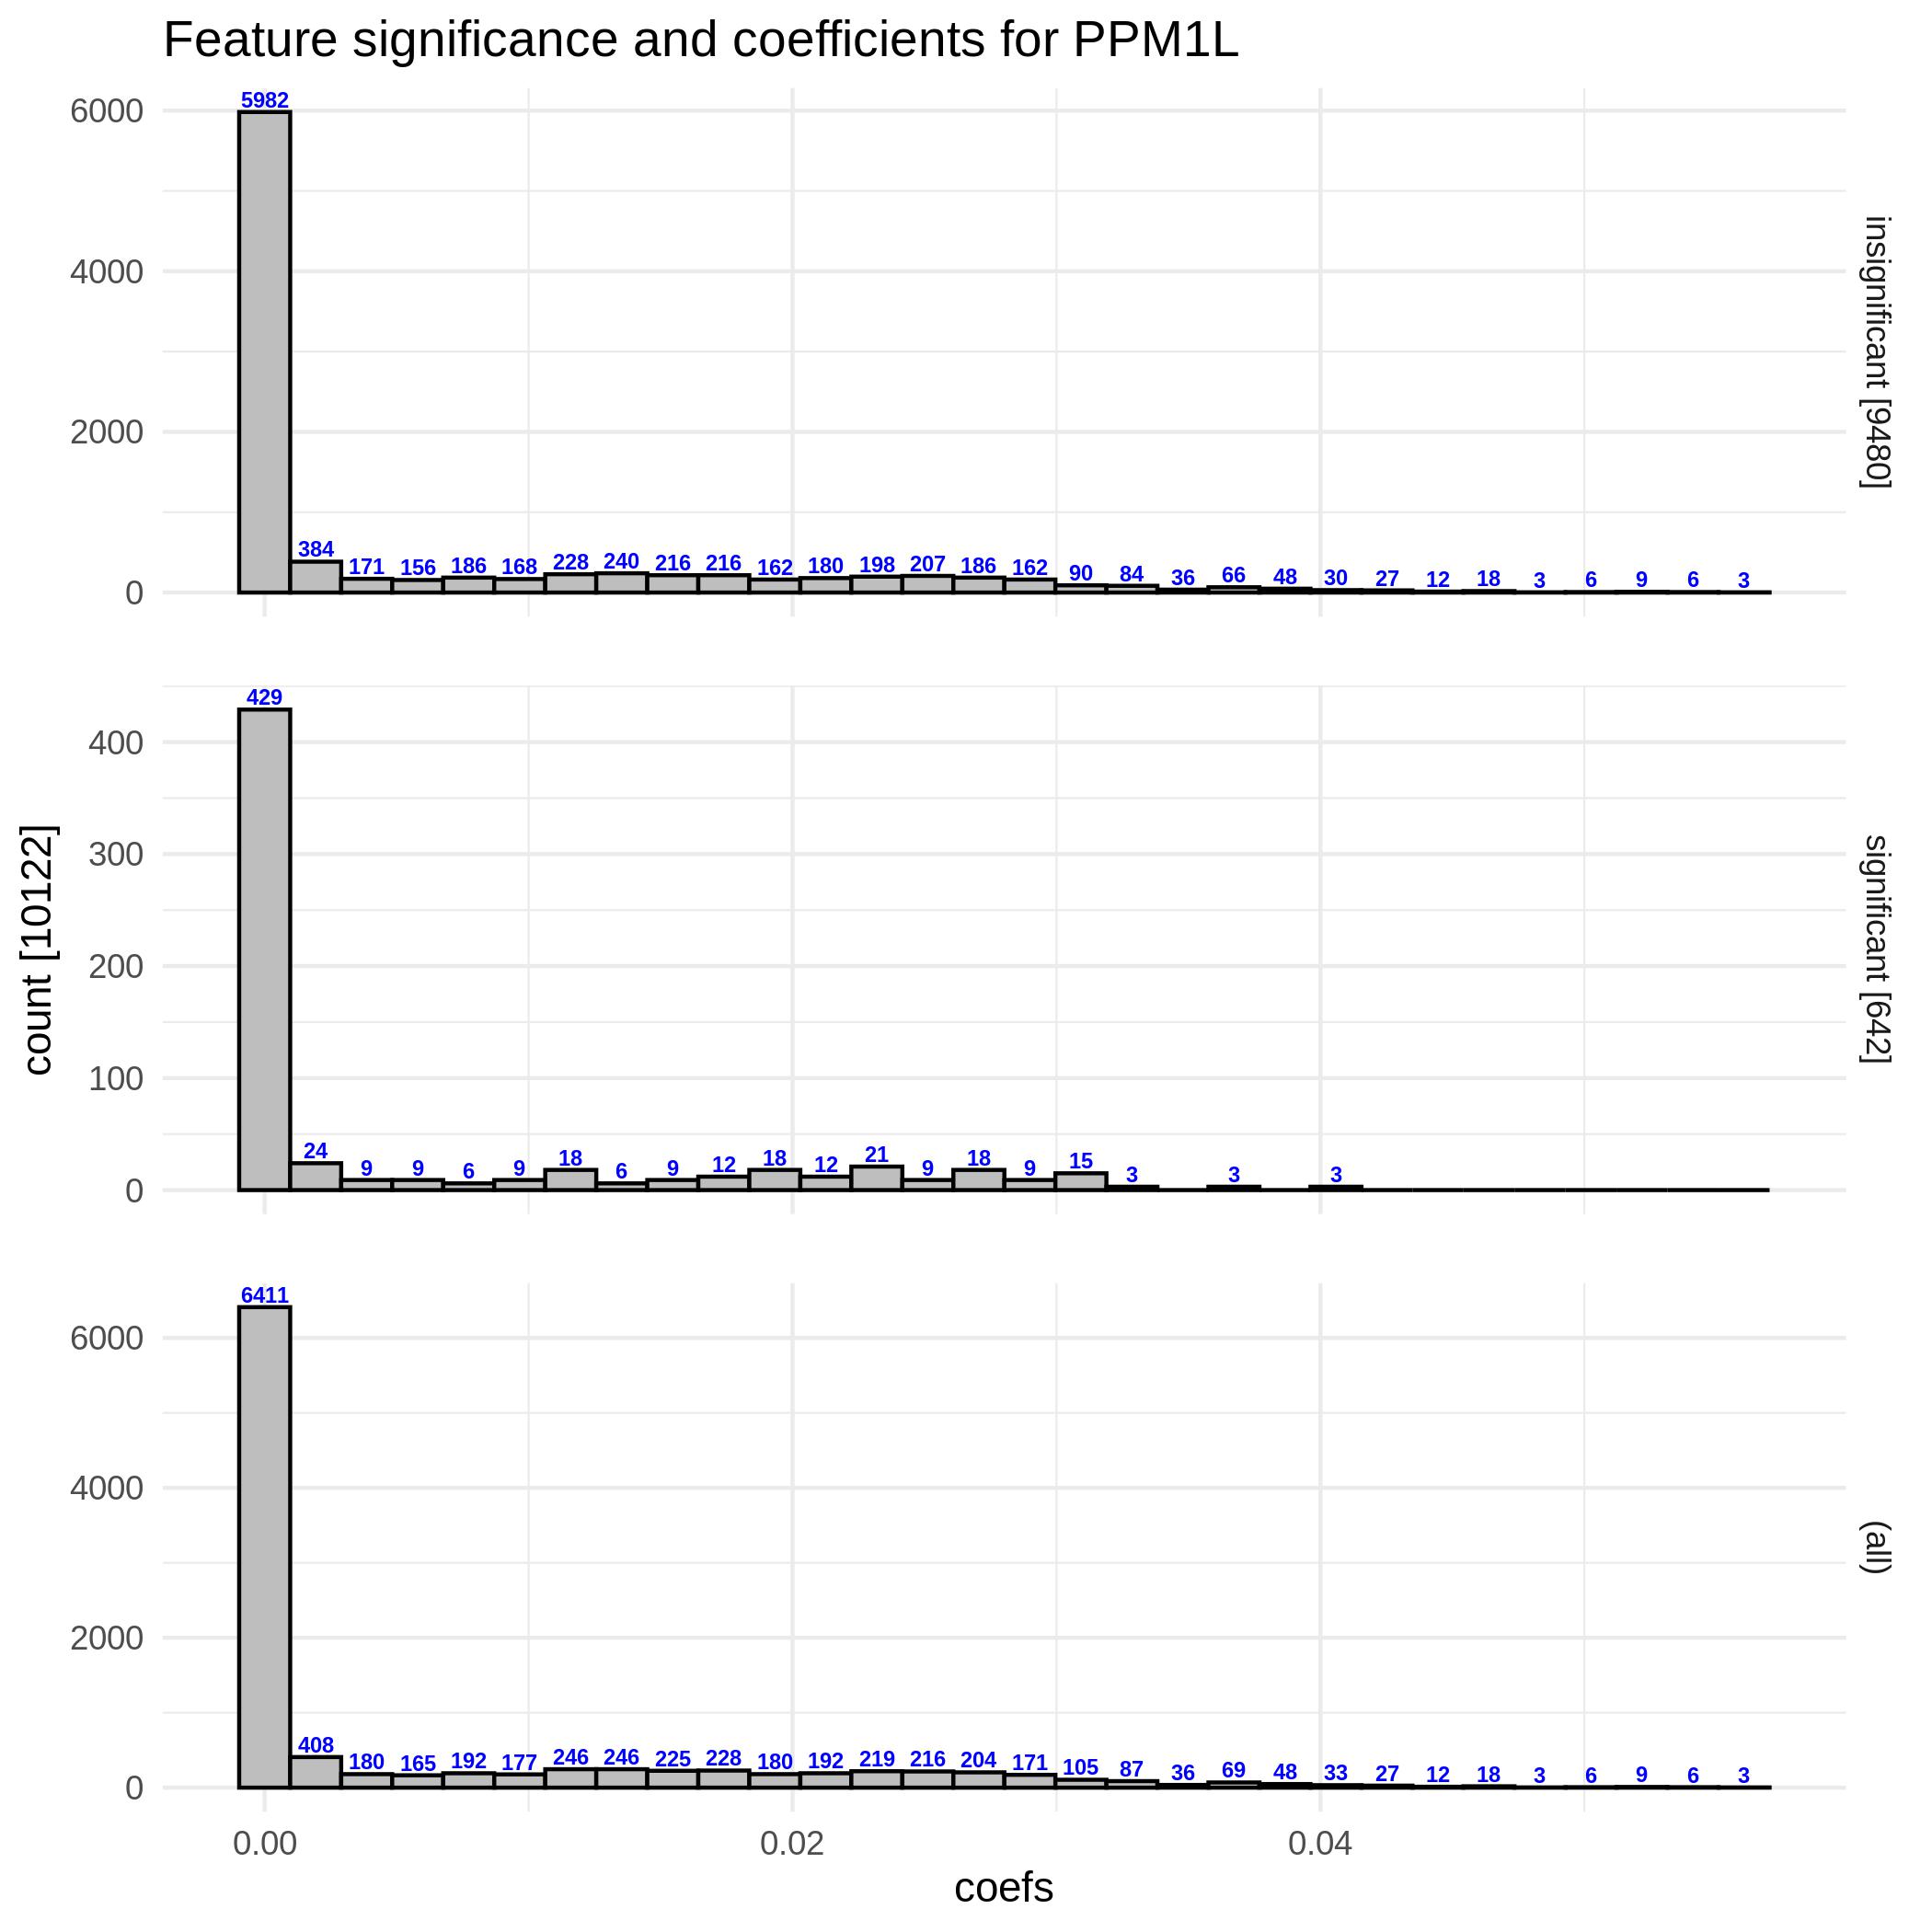 Feature significance and coefficients for PPM1L
count [10122]
6000
4000
2000
0
5982 384 171 156 186 168 228 240 216 216 162 180 198 207 186 162 90 84 36 66 48 30 27 12 18 3 6 9 6 3
insignificant [9480]
400
300
200
100
0
429 24 9 9 6 9 18 6 9 12 18 12 21 9 18 9 15 3 3 3
significant [642]
6000
4000
2000
0
6411 408 180 165 192 177 246 246 225 228 180 192 219 216 204 171 105 87 36 69 48 33 27 12 18 3 6 9 6 3
(all)
0.00 0.02 0.04
coefs